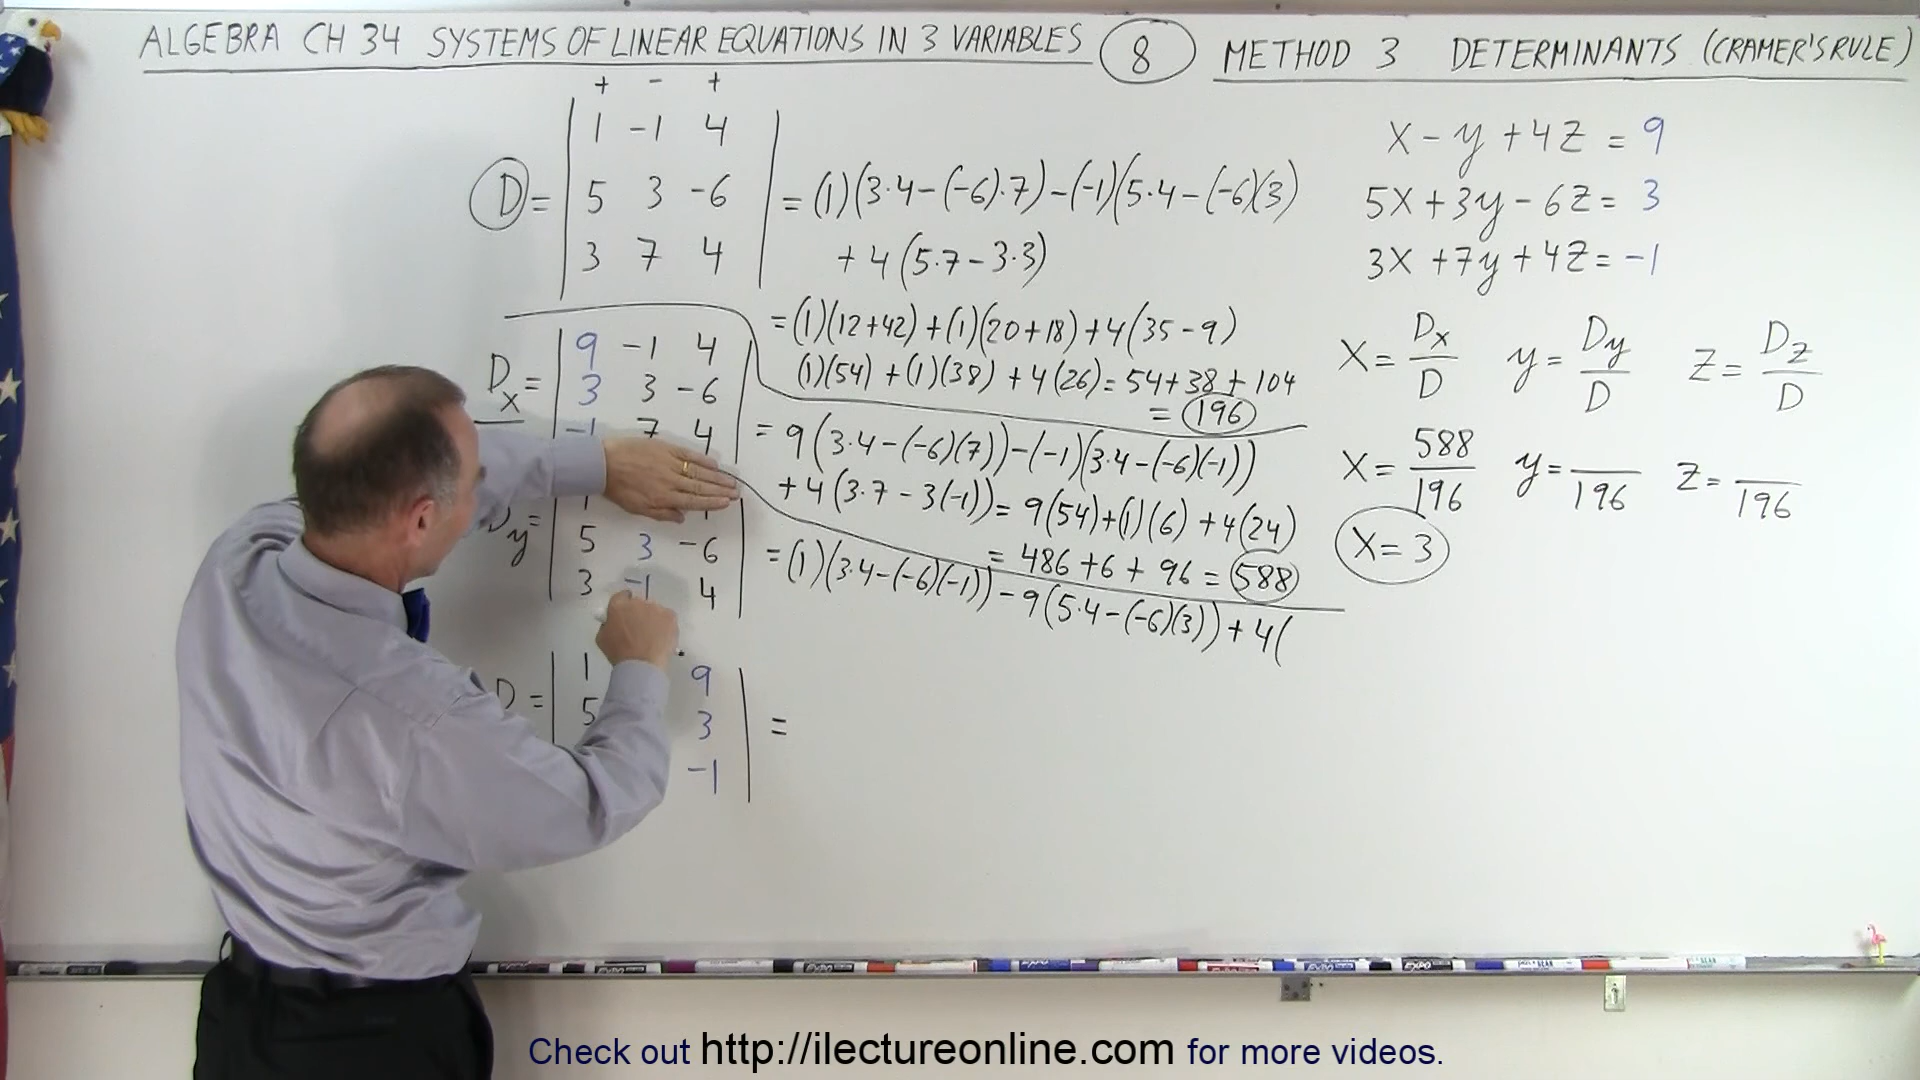 ALGEBRA CH 34 SYSTEMS OF LINEAR EQUATIONS IN 3 VARIABLES 8 METHOD 3 DETERMINANTS (CRAMER'S RULE)
+ - +
1 -1 4
D = 5 3 -6 = (1)(3·4-(-6)·7)-(-1)(5·4-(-6)(3)
3 7 4 +4(5·7-3·3)
= (1)(12+42)+(1)(20+18)+4(35-9)
(1)(54)+(1)(38)+4(26)=54+38+104
= 196
9 -1 4
Dx = 3 3 -6
-1 7 4 = 9(3·4-(-6)(7))-(-1)(3·4-(-6)(-1))
+4(3·7-3(-1)) = 9(54)+(1)(6)+4(24)
= 486+6+96 = 588
Dy = 5 3 -6 = (1)(3·4-(-6)(-1))-9(5·4-(-6)(3))+4(
3 -1 4
1 9
D = 5 3 =
-1
x-y+4z = 9
5x+3y-6z = 3
3x+7y+4z = -1
x = Dx/D y = Dy/D z = Dz/D
x = 588/196 y = /196 z = /196
x = 3
EXPO
Check out http://ilectureonline.com for more videos.